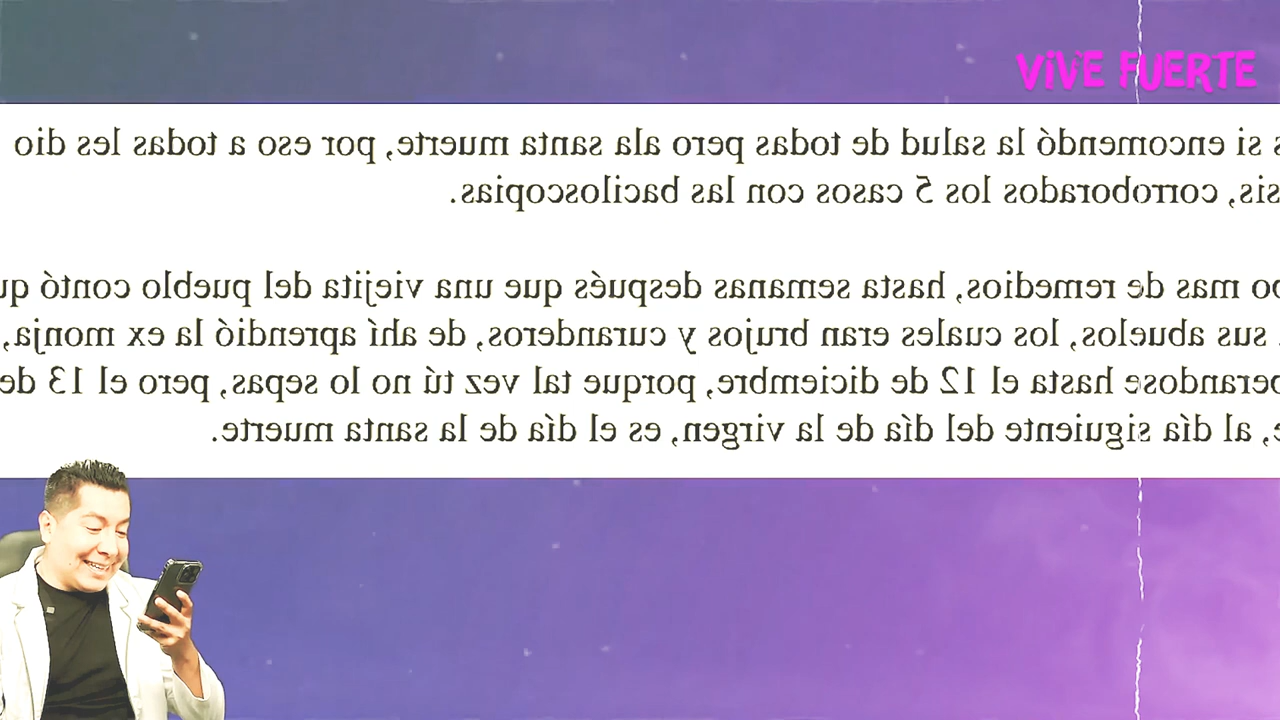 VIVE FUERTE
si encomendó la salud de todas pero ala santa muerte, por eso a todas les dio
corroborados los 5 casos con las baciloscopias.
mas de remedios, hasta semanas después que una viejita del pueblo contó
sus abuelos, los cuales eran brujos y curanderos, de ahí aprendió la ex monja,
hasta el 12 de diciembre, porque tal vez tú no lo sepas, pero el 13
al día siguiente del día de la virgen, es el día de la santa muerte.